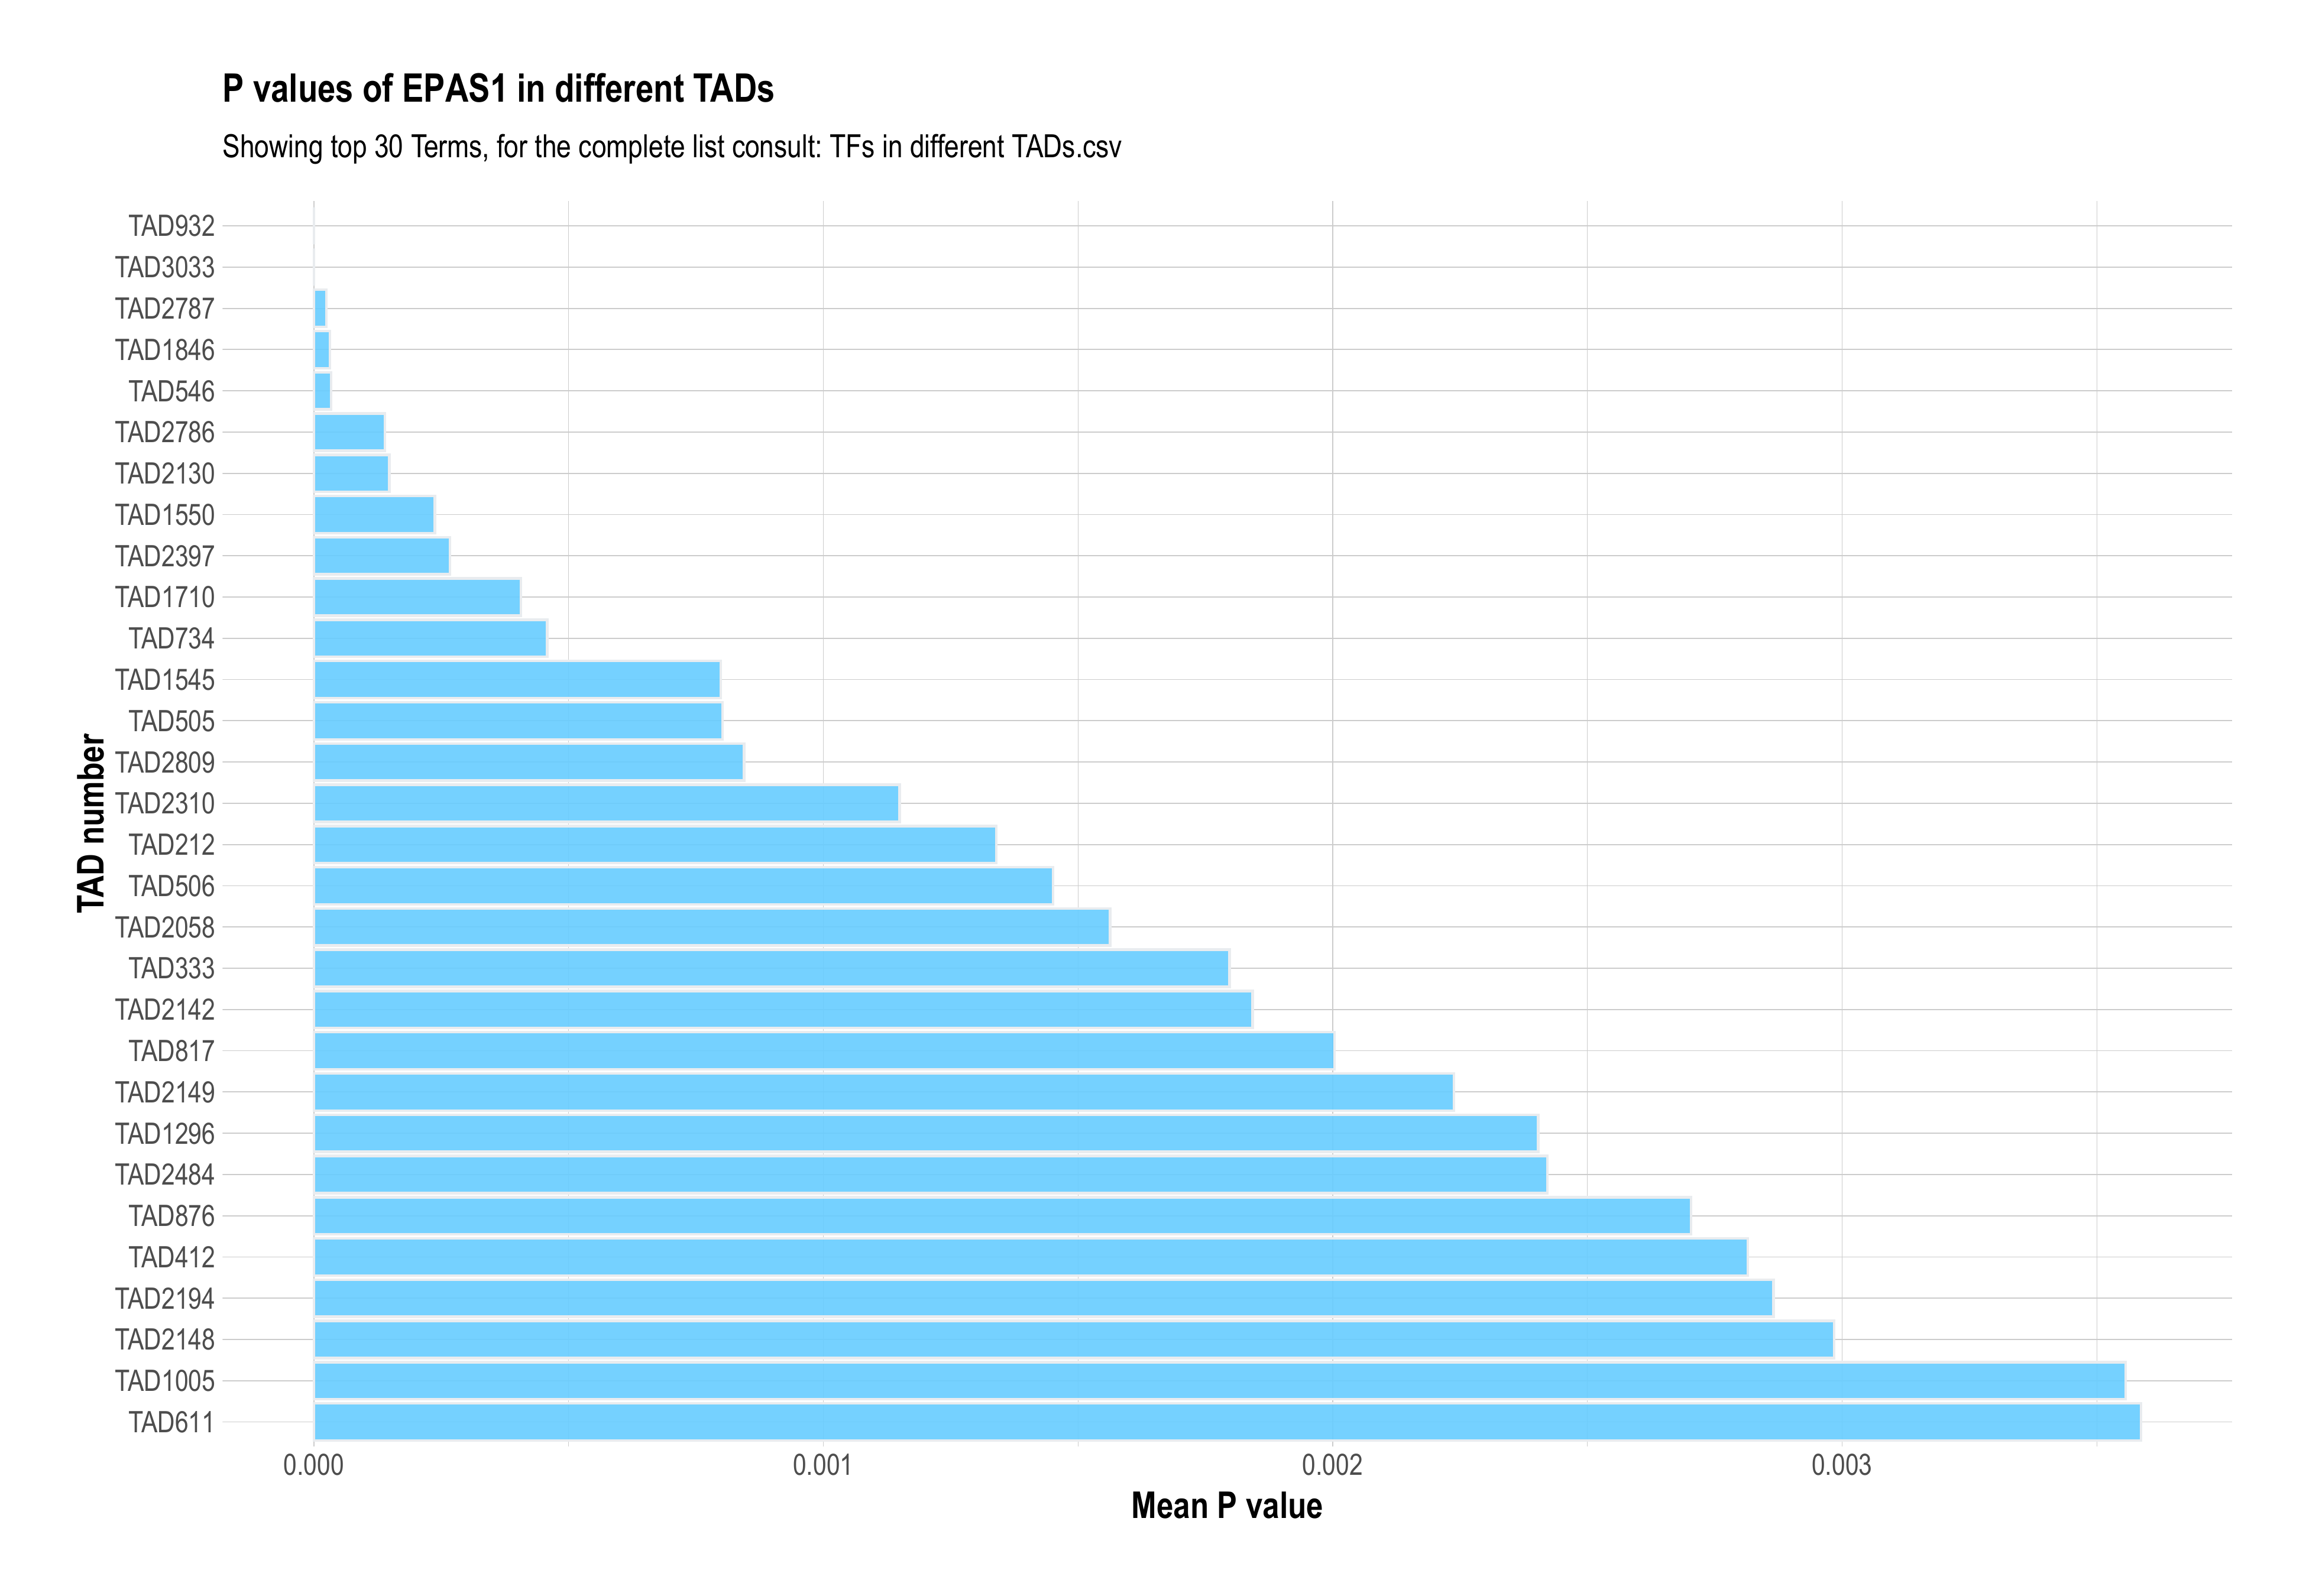 P values of EPAS1 in different TADs
Showing top 30 Terms, for the complete list consult: TFs in different TADs.csv
TAD number
TAD932
TAD3033
TAD2787
TAD1846
TAD546
TAD2786
TAD2130
TAD1550
TAD2397
TAD1710
TAD734
TAD1545
TAD505
TAD2809
TAD2310
TAD212
TAD506
TAD2058
TAD333
TAD2142
TAD817
TAD2149
TAD1296
TAD2484
TAD876
TAD412
TAD2194
TAD2148
TAD1005
TAD611
0.000 0.001 0.002 0.003
Mean P value